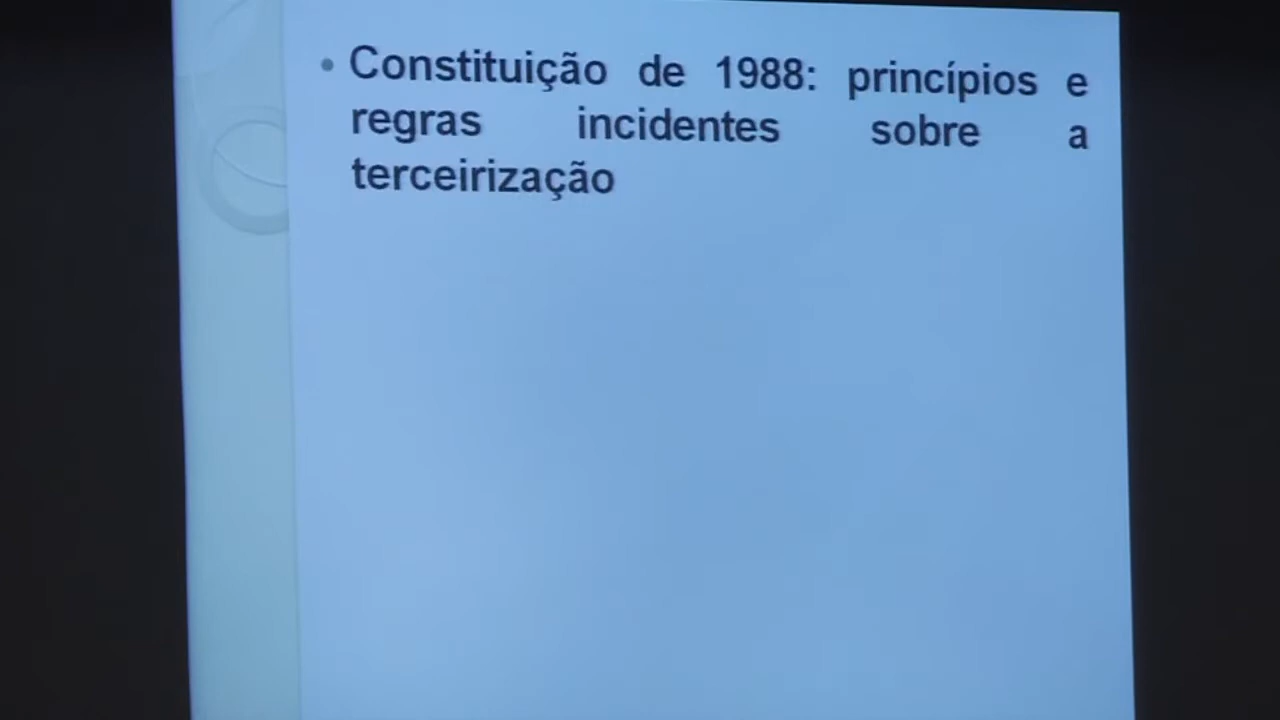 • Constituição de 1988: princípios e
regras incidentes sobre a
terceirização